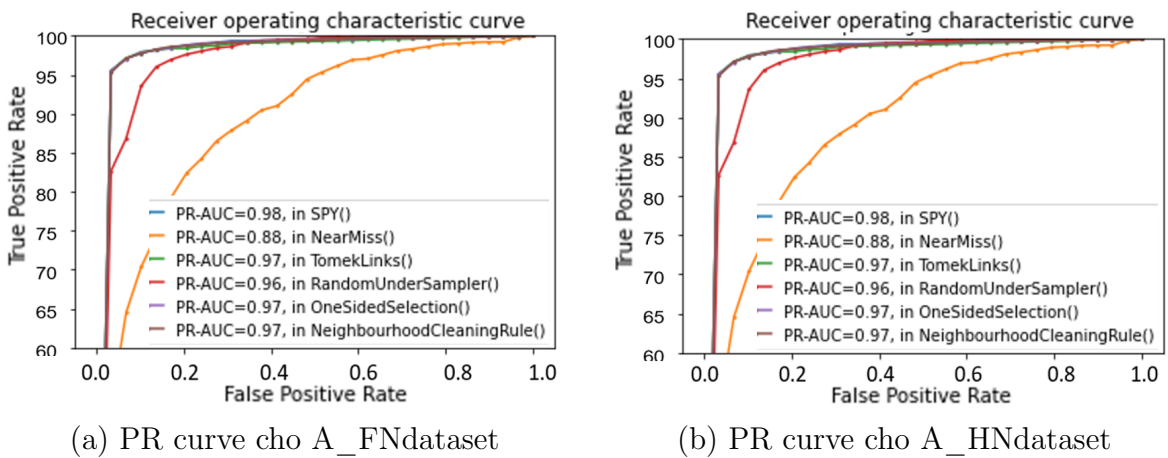 Receiver operating characteristic curve
True Positive Rate
100
95
90
85
80
75
70
65
60
PR-AUC=0.98, in SPY()
PR-AUC=0.88, in NearMiss()
PR-AUC=0.97, in TomekLinks()
PR-AUC=0.96, in RandomUnderSampler()
PR-AUC=0.97, in OneSidedSelection()
PR-AUC=0.97, in NeighbourhoodCleaningRule()
0.0 0.2 0.4 0.6 0.8 1.0
False Positive Rate
(a) PR curve cho A_FNdataset
Receiver operating characteristic curve
True Positive Rate
100
95
90
85
80
75
70
65
60
PR-AUC=0.98, in SPY()
PR-AUC=0.88, in NearMiss()
PR-AUC=0.97, in TomekLinks()
PR-AUC=0.96, in RandomUnderSampler()
PR-AUC=0.97, in OneSidedSelection()
PR-AUC=0.97, in NeighbourhoodCleaningRule()
0.0 0.2 0.4 0.6 0.8 1.0
False Positive Rate
(b) PR curve cho A_HNdataset